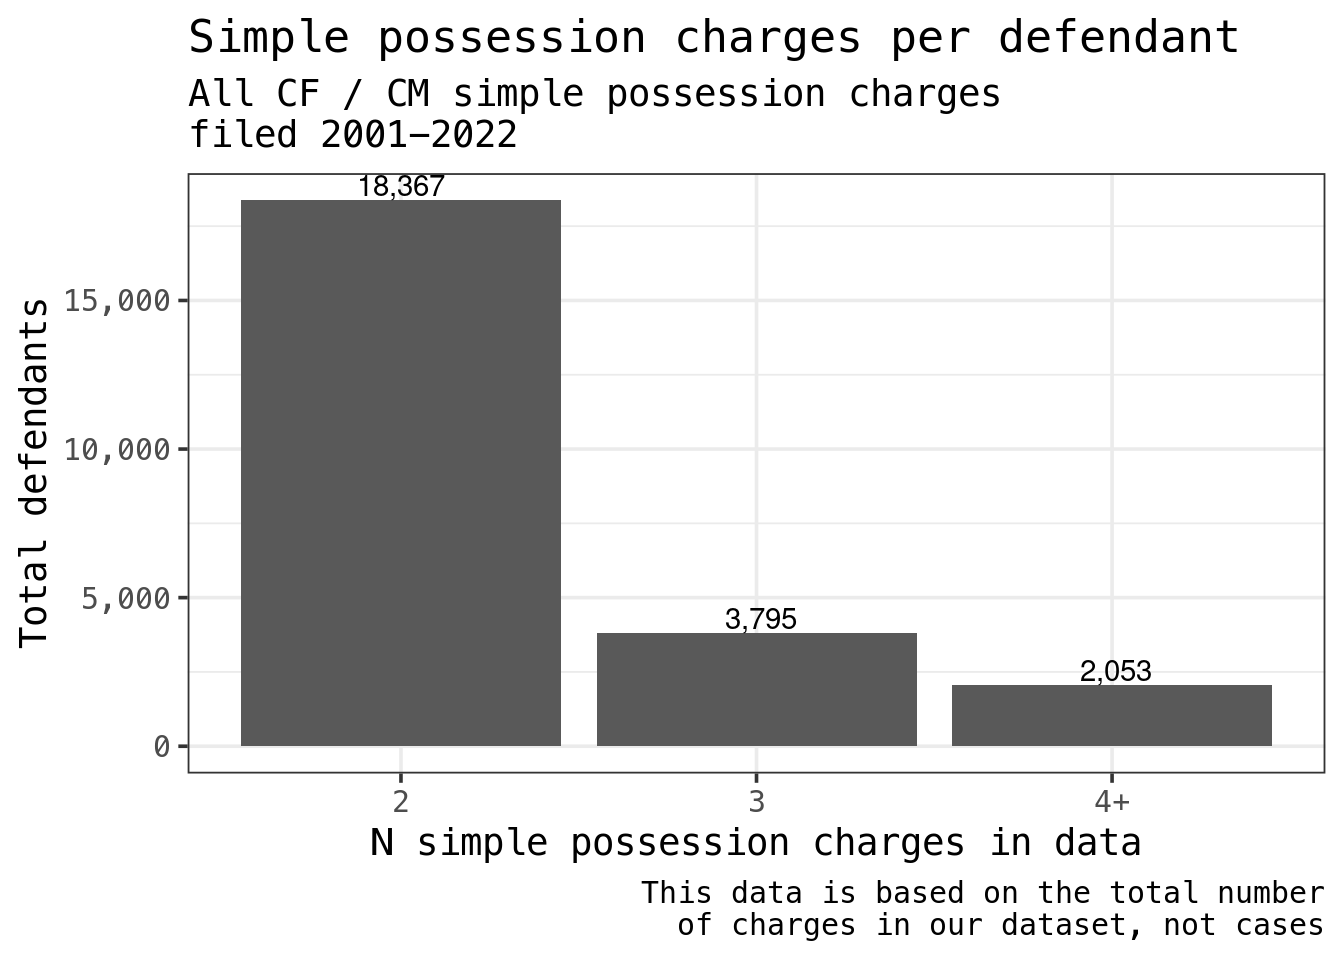 Simple possession charges per defendant
All CF / CM simple possession charges
filed 2001−2022
Total defendants
15,000
10,000
5,000
0
18,367
3,795
2,053
2
3
4+
N simple possession charges in data
This data is based on the total number
of charges in our dataset, not cases